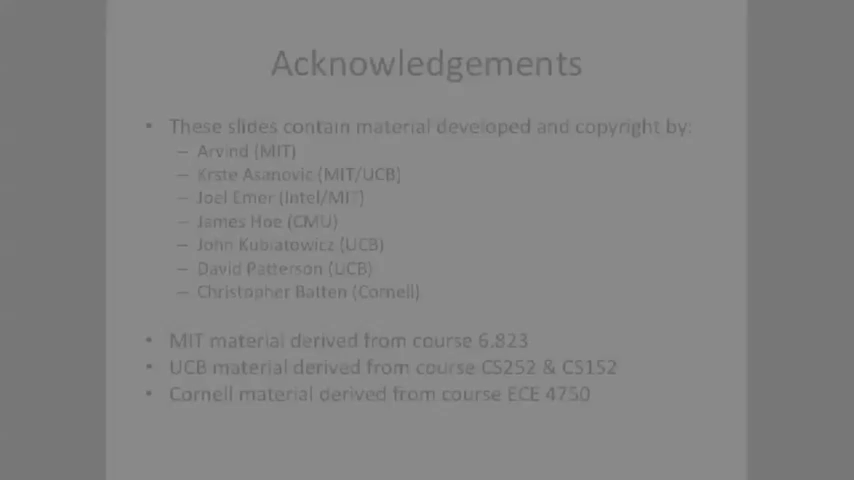 Acknowledgements
• These slides contain material developed and copyright by:
– Arvind (MIT)
– Krste Asanovic (MIT/UCB)
– Joel Emer (Intel/MIT)
– James Hoe (CMU)
– John Kubiatowicz (UCB)
– David Patterson (UCB)
– Christopher Batten (Cornell)
• MIT material derived from course 6.823
• UCB material derived from course CS252 & CS152
• Cornell material derived from course ECE 4750